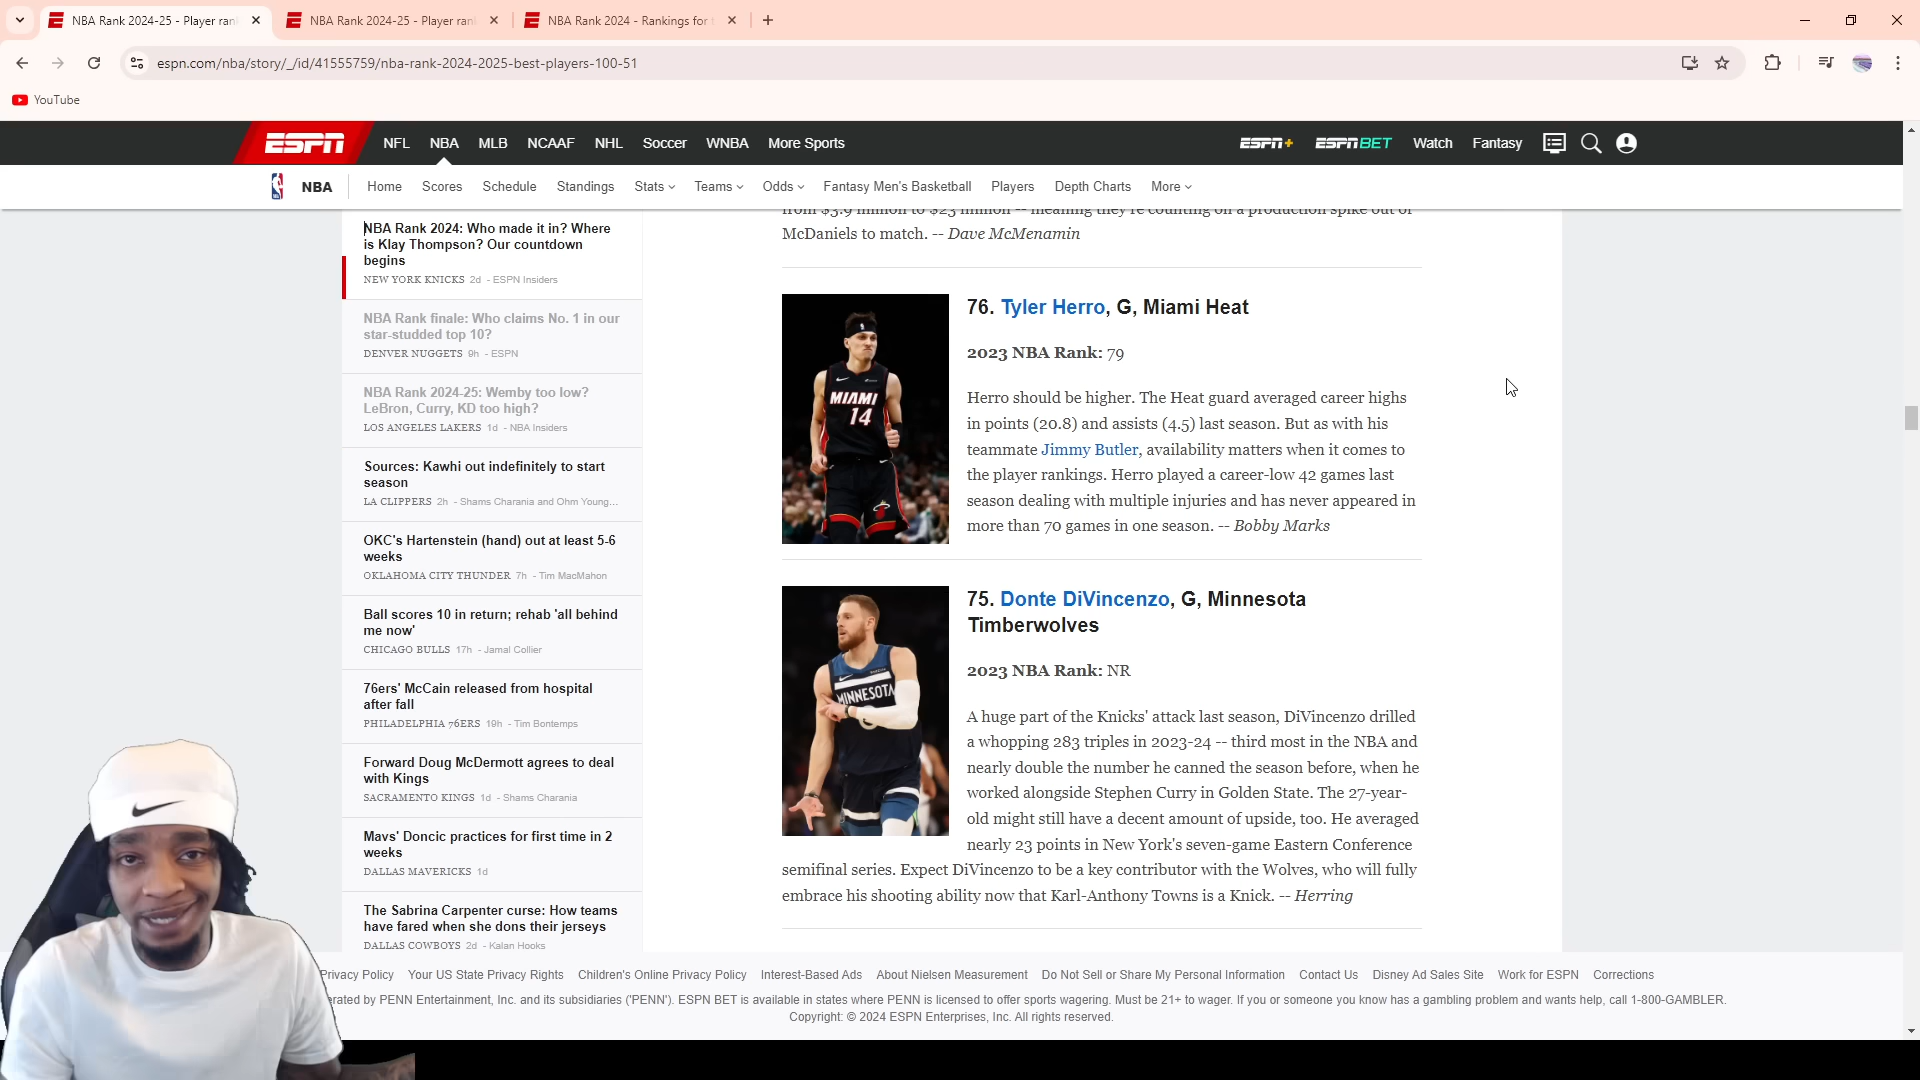 NBA Rank 2024-25 - Player ran
NBA Rank 2024-25 - Player ran
NBA Rank 2024 - Rankings for t
espn.com/nba/story/_/id/41555759/nba-rank-2024-2025-best-players-100-51
YouTube
ESPN
NFL
NBA
MLB
NCAAF
NHL
Soccer
WNBA
More Sports
ESPN+
ESPN BET
Watch
Fantasy
NBA
Home
Scores
Schedule
Standings
Stats
Teams
Odds
Fantasy Men's Basketball
Players
Depth Charts
More
NBA Rank 2024: Who made it in? Where
is Klay Thompson? Our countdown
begins
NEW YORK KNICKS 2d - ESPN Insiders
NBA Rank finale: Who claims No. 1 in our
star-studded top 10?
DENVER NUGGETS 9h - ESPN
NBA Rank 2024-25: Wemby too low?
LeBron, Curry, KD too high?
LOS ANGELES LAKERS 1d - NBA Insiders
Sources: Kawhi out indefinitely to start
season
LA CLIPPERS 2h - Shams Charania and Ohm Young...
OKC's Hartenstein (hand) out at least 5-6
weeks
OKLAHOMA CITY THUNDER 7h - Tim MacMahon
Ball scores 10 in return; rehab 'all behind
me now'
CHICAGO BULLS 17h - Jamal Collier
76ers' McCain released from hospital
after fall
PHILADELPHIA 76ERS 19h - Tim Bontemps
Forward Doug McDermott agrees to deal
with Kings
SACRAMENTO KINGS 1d - Shams Charania
Mavs' Doncic practices for first time in 2
weeks
DALLAS MAVERICKS 1d
The Sabrina Carpenter curse: How teams
have fared when she dons their jerseys
DALLAS COWBOYS 2d - Kalan Hooks
from $3.9 million to $23 million -- meaning they're counting on a production spike out of
McDaniels to match. -- Dave McMenamin
MIAMI
14
76. Tyler Herro, G, Miami Heat
2023 NBA Rank: 79
Herro should be higher. The Heat guard averaged career highs
in points (20.8) and assists (4.5) last season. But as with his
teammate Jimmy Butler, availability matters when it comes to
the player rankings. Herro played a career-low 42 games last
season dealing with multiple injuries and has never appeared in
more than 70 games in one season. -- Bobby Marks
MINNESOTA
75. Donte DiVincenzo, G, Minnesota
Timberwolves
2023 NBA Rank: NR
A huge part of the Knicks' attack last season, DiVincenzo drilled
a whopping 283 triples in 2023-24 -- third most in the NBA and
nearly double the number he canned the season before, when he
worked alongside Stephen Curry in Golden State. The 27-year-
old might still have a decent amount of upside, too. He averaged
nearly 23 points in New York's seven-game Eastern Conference
semifinal series. Expect DiVincenzo to be a key contributor with the Wolves, who will fully
embrace his shooting ability now that Karl-Anthony Towns is a Knick. -- Herring
Privacy Policy
Your US State Privacy Rights
Children's Online Privacy Policy
Interest-Based Ads
About Nielsen Measurement
Do Not Sell or Share My Personal Information
Contact Us
Disney Ad Sales Site
Work for ESPN
Corrections
erated by PENN Entertainment, Inc. and its subsidiaries ('PENN'). ESPN BET is available in states where PENN is licensed to offer sports wagering. Must be 21+ to wager. If you or someone you know has a gambling problem and wants help, call 1-800-GAMBLER.
Copyright: © 2024 ESPN Enterprises, Inc. All rights reserved.